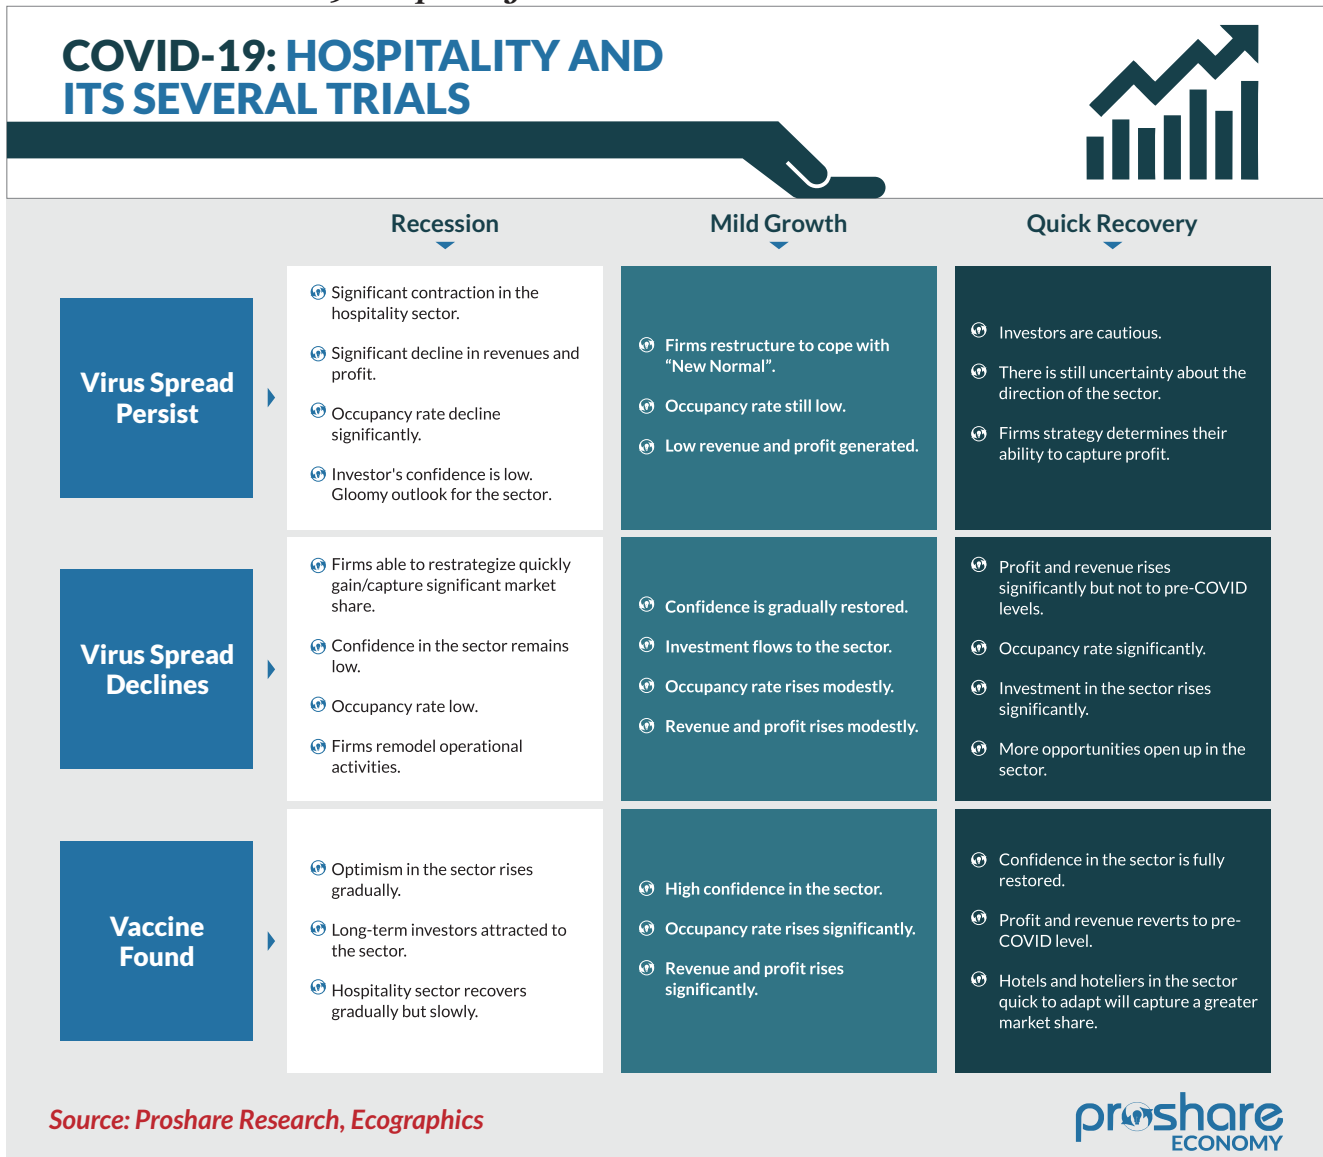 COVID-19: HOSPITALITY AND
ITS SEVERAL TRIALS
Recession
Mild Growth
Quick Recovery
Virus Spread
Persist
Significant contraction in the
hospitality sector.
Significant decline in revenues and
profit.
Occupancy rate decline
significantly.
Investor's confidence is low.
Gloomy outlook for the sector.
Firms restructure to cope with
“New Normal”.
Occupancy rate still low.
Low revenue and profit generated.
Investors are cautious.
There is still uncertainty about the
direction of the sector.
Firms strategy determines their
ability to capture profit.
Virus Spread
Declines
Firms able to restrategize quickly
gain/capture significant market
share.
Confidence in the sector remains
low.
Occupancy rate low.
Firms remodel operational
activities.
Confidence is gradually restored.
Investment flows to the sector.
Occupancy rate rises modestly.
Revenue and profit rises modestly.
Profit and revenue rises
significantly but not to pre-COVID
levels.
Occupancy rate significantly.
Investment in the sector rises
significantly.
More opportunities open up in the
sector.
Vaccine
Found
Optimism in the sector rises
gradually.
Long-term investors attracted to
the sector.
Hospitality sector recovers
gradually but slowly.
High confidence in the sector.
Occupancy rate rises significantly.
Revenue and profit rises
significantly.
Confidence in the sector is fully
restored.
Profit and revenue reverts to pre-
COVID level.
Hotels and hoteliers in the sector
quick to adapt will capture a greater
market share.
Source: Proshare Research, Ecographics
proshare
ECONOMY